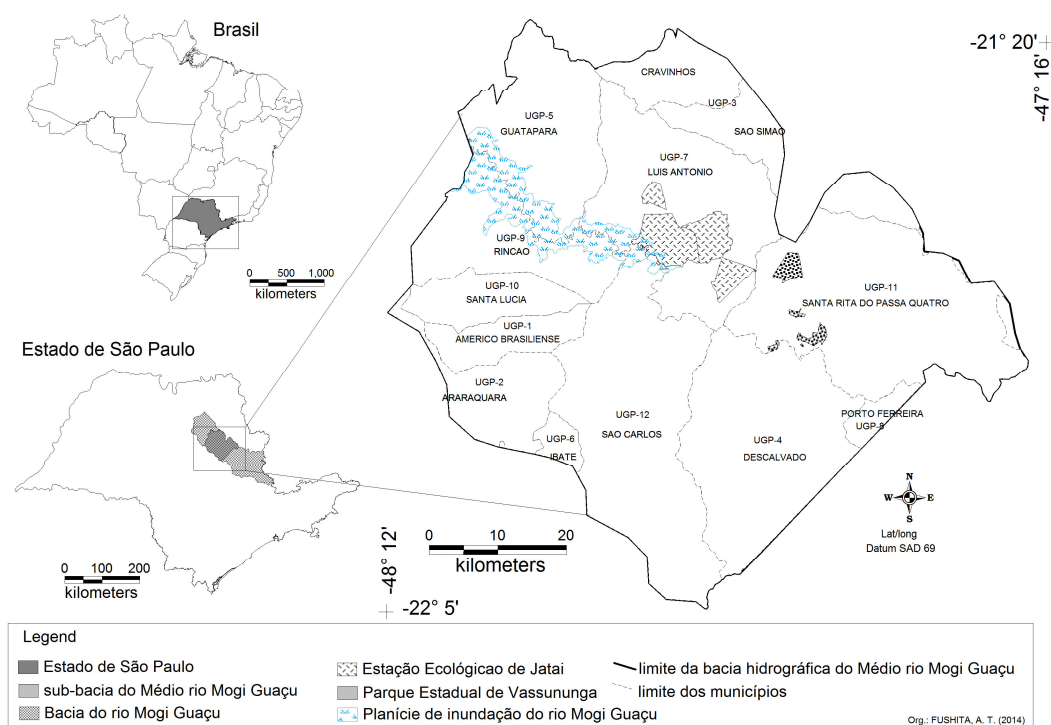 Brasil
0 500 1,000
kilometers
Estado de São Paulo
0 100 200
kilometers
-21° 20'
-47° 16'
CRAVINHOS
UGP-3
SAO SIMAO
UGP-5
GUATAPARA
UGP-7
LUIS ANTONIO
UGP-9
RINCAO
UGP-10
SANTA LUCIA
UGP-1
AMERICO BRASILIENSE
UGP-2
ARARAQUARA
UGP-6
IBATE
UGP-12
SAO CARLOS
UGP-4
DESCALVADO
UGP-11
SANTA RITA DO PASSA QUATRO
PORTO FERREIRA
UGP-8
N
W E
S
Lat/long
Datum SAD 69
0 10 20
kilometers
-48° 12'
-22° 5'
Legend
Estado de São Paulo
sub-bacia do Médio rio Mogi Guaçu
Bacia do rio Mogi Guaçu
Estação Ecológicao de Jatai
Parque Estadual de Vassununga
Planície de inundação do rio Mogi Guaçu
limite da bacia hidrográfica do Médio rio Mogi Guaçu
limite dos municípios
Org.: FUSHITA, A. T. (2014)